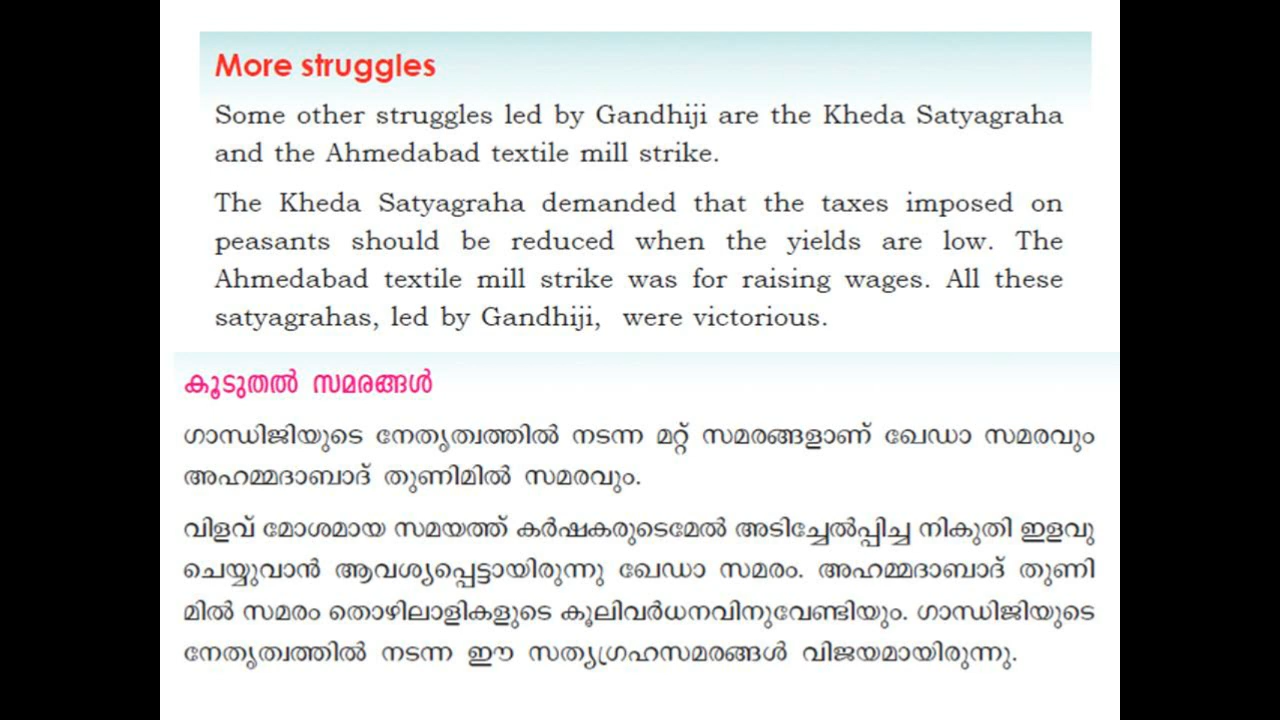 More struggles
Some other struggles led by Gandhiji are the Kheda Satyagraha
and the Ahmedabad textile mill strike.
The Kheda Satyagraha demanded that the taxes imposed on
peasants should be reduced when the yields are low. The
Ahmedabad textile mill strike was for raising wages. All these
satyagrahas, led by Gandhiji, were victorious.
കൂടുതൽ സമരങ്ങൾ
ഗാന്ധിജിയുടെ നേതൃത്വത്തിൽ നടന്ന മറ്റ് സമരങ്ങളാണ് ഖേഡാ സമരവും
അഹമ്മദാബാദ് തുണിമിൽ സമരവും.
വിളവ് മോശമായ സമയത്ത് കർഷകരുടെമേൽ അടിച്ചേൽപ്പിച്ച നികുതി ഇളവു
ചെയ്യുവാൻ ആവശ്യപ്പെട്ടായിരുന്നു ഖേഡാ സമരം. അഹമ്മദാബാദ് തുണി
മിൽ സമരം തൊഴിലാളികളുടെ കൂലിവർധനവിനുവേണ്ടിയും. ഗാന്ധിജിയുടെ
നേതൃത്വത്തിൽ നടന്ന ഈ സത്യഗ്രഹസമരങ്ങൾ വിജയമായിരുന്നു.